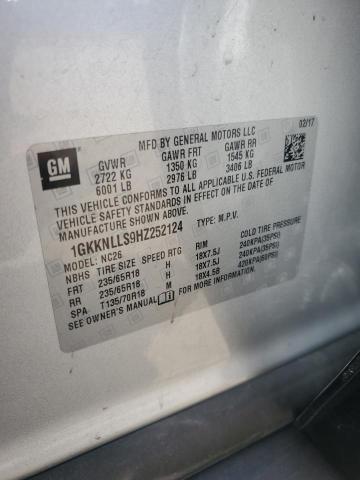 02/17
MFD BY GENERAL MOTORS LLC
GM
GVWR GAWR FRT GAWR RR
2722 KG 1350 KG 1545 KG
6001 LB 2976 LB 3406 LB
THIS VEHICLE CONFORMS TO ALL APPLICABLE U.S. FEDERAL MOTOR
VEHICLE SAFETY STANDARDS IN EFFECT ON THE DATE OF
MANUFACTURE SHOWN ABOVE.
1GKKNLLS9HZ252124 TYPE: M.P.V.
MODEL: NC26
NBHS TIRE SIZE SPEED RTG RIM COLD TIRE PRESSURE
FRT 235/65R18 H 18X7.5J 240KPA(35PSI)
RR 235/65R18 H 18X7.5J 240KPA(35PSI)
SPA T135/70R18 M 18X4.5B 420KPA(60PSI)
SEE OWNER'S MANUAL